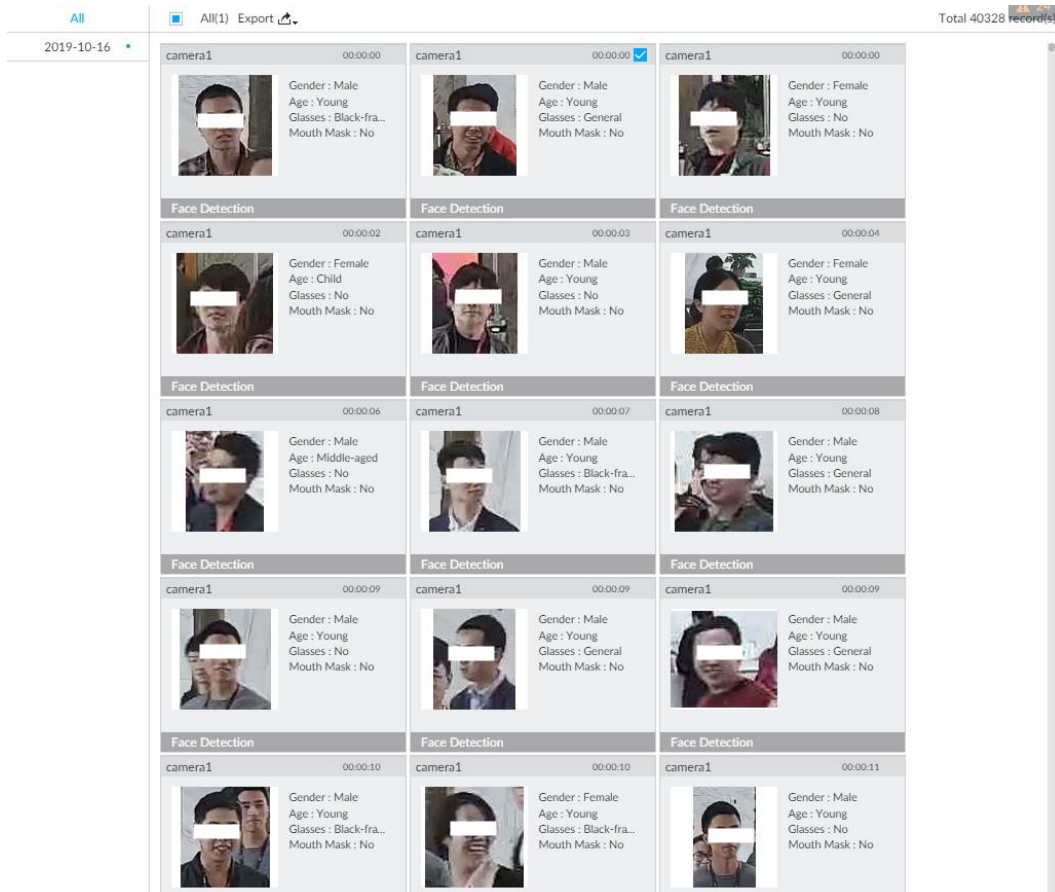 All
All(1) Export
24
Total 40328 record(s)
2019-10-16
camera1 00:00:00
Gender : Male
Age : Young
Glasses : Black-fra...
Mouth Mask : No
Face Detection
camera1 00:00:00
Gender : Male
Age : Young
Glasses : General
Mouth Mask : No
Face Detection
camera1 00:00:00
Gender : Female
Age : Young
Glasses : No
Mouth Mask : No
Face Detection
camera1 00:00:02
Gender : Female
Age : Child
Glasses : No
Mouth Mask : No
Face Detection
camera1 00:00:03
Gender : Male
Age : Young
Glasses : No
Mouth Mask : No
Face Detection
camera1 00:00:04
Gender : Female
Age : Young
Glasses : General
Mouth Mask : No
Face Detection
camera1 00:00:06
Gender : Male
Age : Middle-aged
Glasses : No
Mouth Mask : No
Face Detection
camera1 00:00:07
Gender : Male
Age : Young
Glasses : Black-fra...
Mouth Mask : No
Face Detection
camera1 00:00:08
Gender : Male
Age : Young
Glasses : General
Mouth Mask : No
Face Detection
camera1 00:00:09
Gender : Male
Age : Young
Glasses : No
Mouth Mask : No
Face Detection
camera1 00:00:09
Gender : Male
Age : Young
Glasses : General
Mouth Mask : No
Face Detection
camera1 00:00:09
Gender : Male
Age : Young
Glasses : General
Mouth Mask : No
Face Detection
camera1 00:00:10
Gender : Male
Age : Young
Glasses : Black-fra...
Mouth Mask : No
camera1 00:00:10
Gender : Female
Age : Young
Glasses : Black-fra...
Mouth Mask : No
camera1 00:00:11
Gender : Male
Age : Young
Glasses : No
Mouth Mask : No